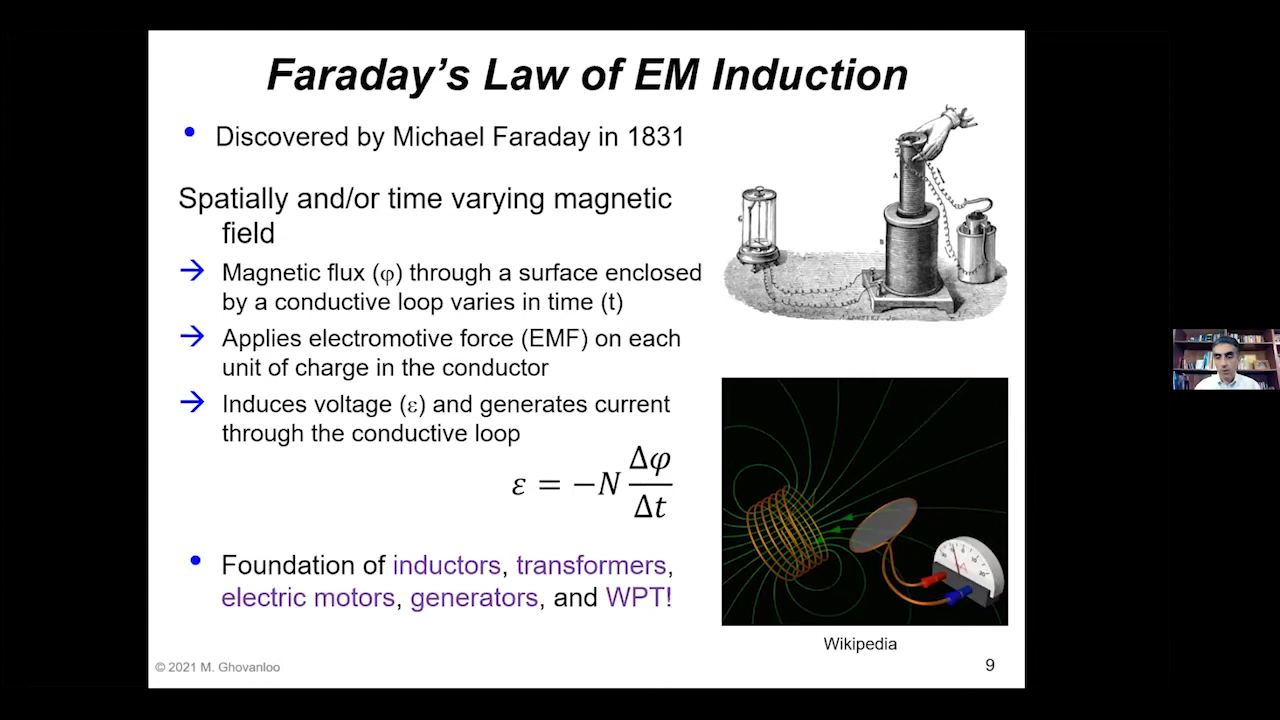 Faraday’s Law of EM Induction
• Discovered by Michael Faraday in 1831
Spatially and/or time varying magnetic
field
→ Magnetic flux (φ) through a surface enclosed
by a conductive loop varies in time (t)
→ Applies electromotive force (EMF) on each
unit of charge in the conductor
→ Induces voltage (ε) and generates current
through the conductive loop
ε = −N Δφ/Δt
• Foundation of inductors, transformers,
electric motors, generators, and WPT!
A
B
G
Wikipedia
© 2021 M. Ghovanloo
9